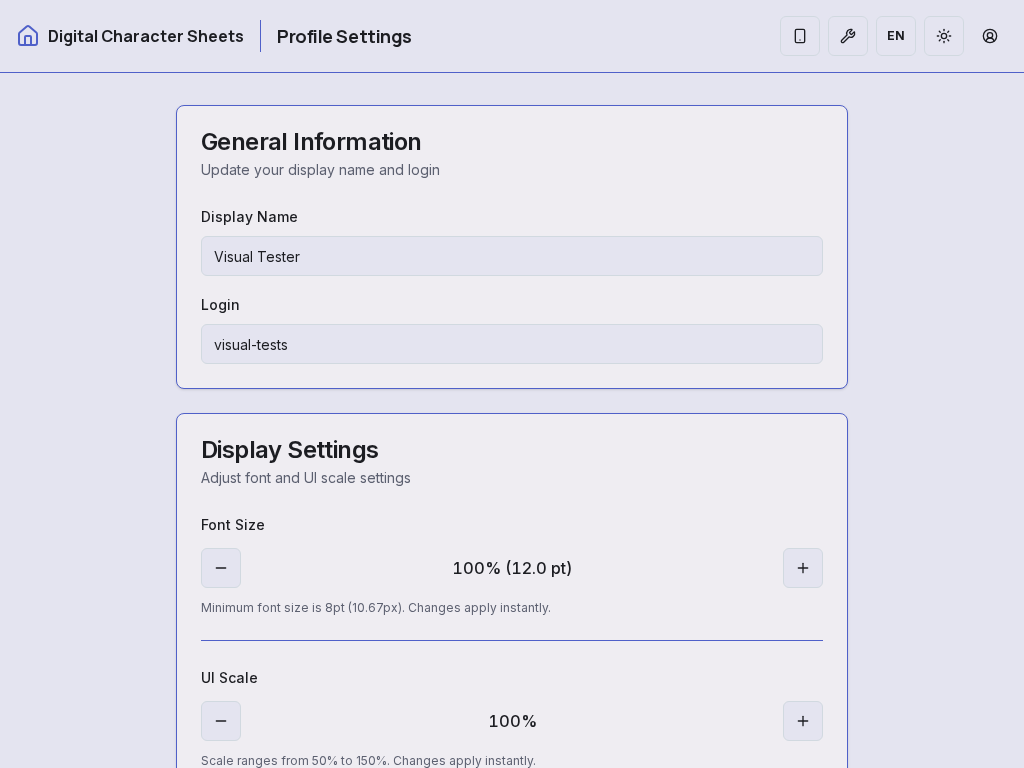 Digital Character Sheets
Profile Settings
EN
General Information
Update your display name and login
Display Name
Visual Tester
Login
visual-tests
Display Settings
Adjust font and UI scale settings
Font Size
100% (12.0 pt)
Minimum font size is 8pt (10.67px). Changes apply instantly.
UI Scale
100%
Scale ranges from 50% to 150%. Changes apply instantly.